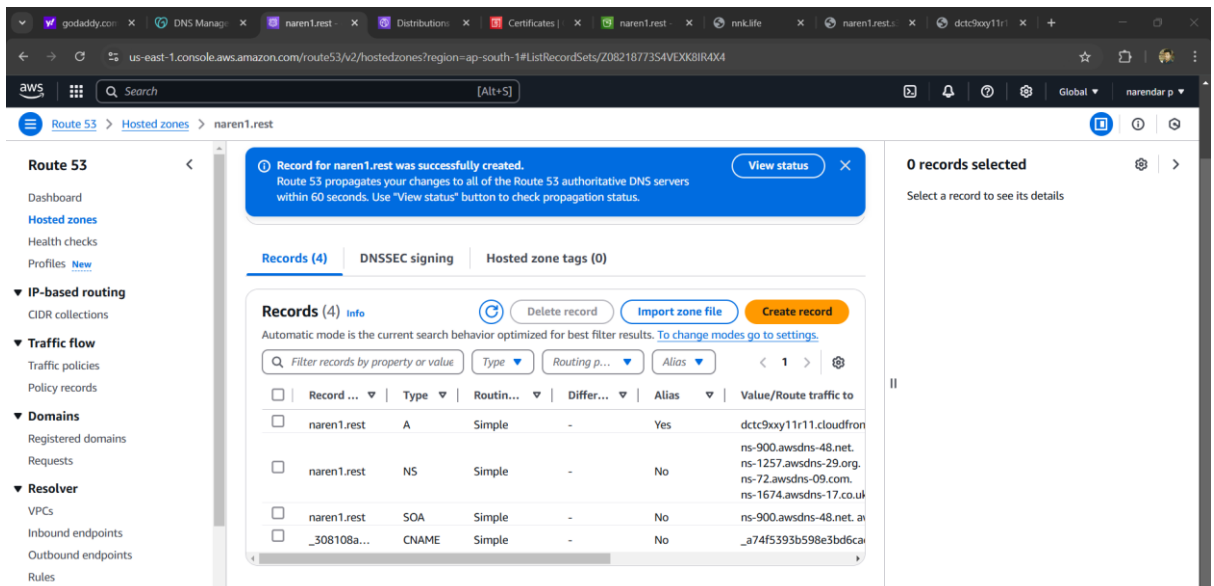 godaddy.con
DNS Manage
naren1.rest -
Distributions
Certificates |
naren1.rest -
nnk.life
naren1.rest.s
dctc9xxy11r1
us-east-1.console.aws.amazon.com/route53/v2/hostedzones?region=ap-south-1#ListRecordSets/Z08218773S4VEXK8IR4X4
aws
Search
[Alt+S]
Global
narendar p
Route 53 > Hosted zones > naren1.rest
Route 53
Dashboard
Hosted zones
Health checks
Profiles New
IP-based routing
CIDR collections
Traffic flow
Traffic policies
Policy records
Domains
Registered domains
Requests
Resolver
VPCs
Inbound endpoints
Outbound endpoints
Rules
Record for naren1.rest was successfully created.
Route 53 propagates your changes to all of the Route 53 authoritative DNS servers
within 60 seconds. Use "View status" button to check propagation status.
View status
Records (4)
DNSSEC signing
Hosted zone tags (0)
Records (4) Info
Delete record
Import zone file
Create record
Automatic mode is the current search behavior optimized for best filter results. To change modes go to settings.
Filter records by property or value
Type
Routing p...
Alias
1
Record ... Type Routin... Differ... Alias Value/Route traffic to
naren1.rest A Simple - Yes dctc9xxy11r11.cloudfron
naren1.rest NS Simple - No
ns-900.awsdns-48.net.
ns-1257.awsdns-29.org.
ns-72.awsdns-09.com.
ns-1674.awsdns-17.co.uk
naren1.rest SOA Simple - No ns-900.awsdns-48.net. aw
_308108a... CNAME Simple - No _a74f5393b598e3bd6cac
0 records selected
Select a record to see its details